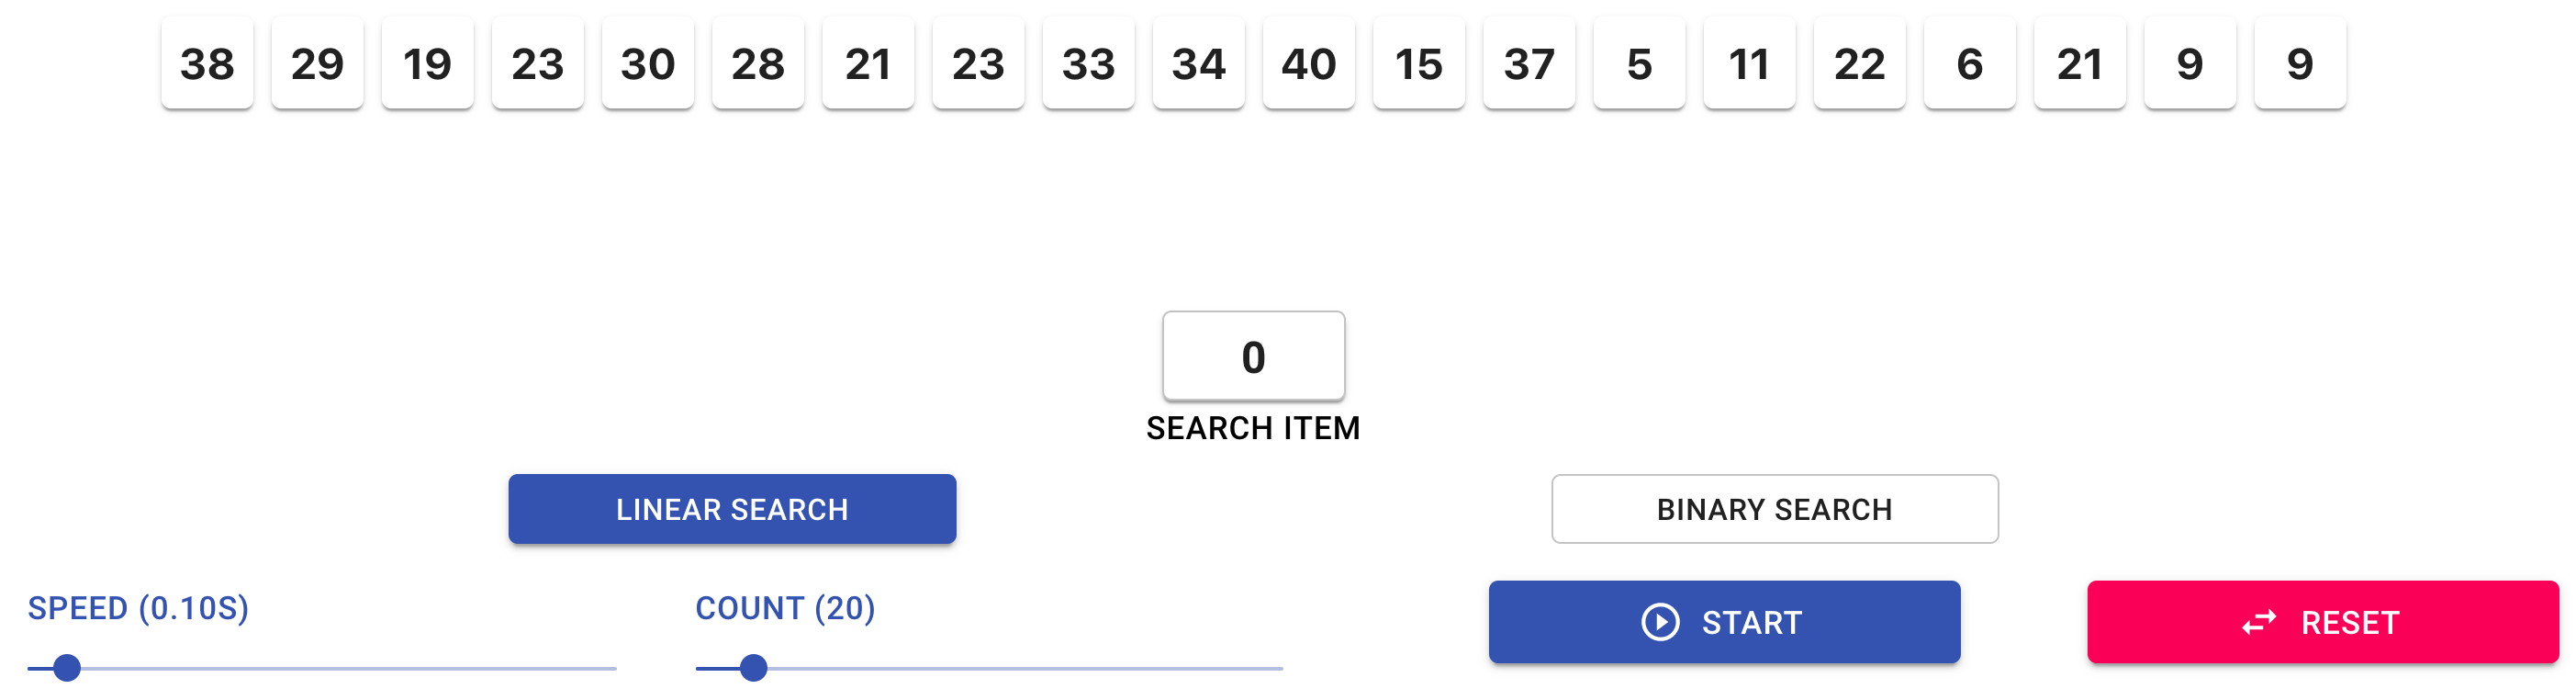 38 29 19 23 30 28 21 23 33 34 40 15 37 5 11 22 6 21 9 9
0
SEARCH ITEM
LINEAR SEARCH BINARY SEARCH
SPEED (0.10S) COUNT (20) START RESET